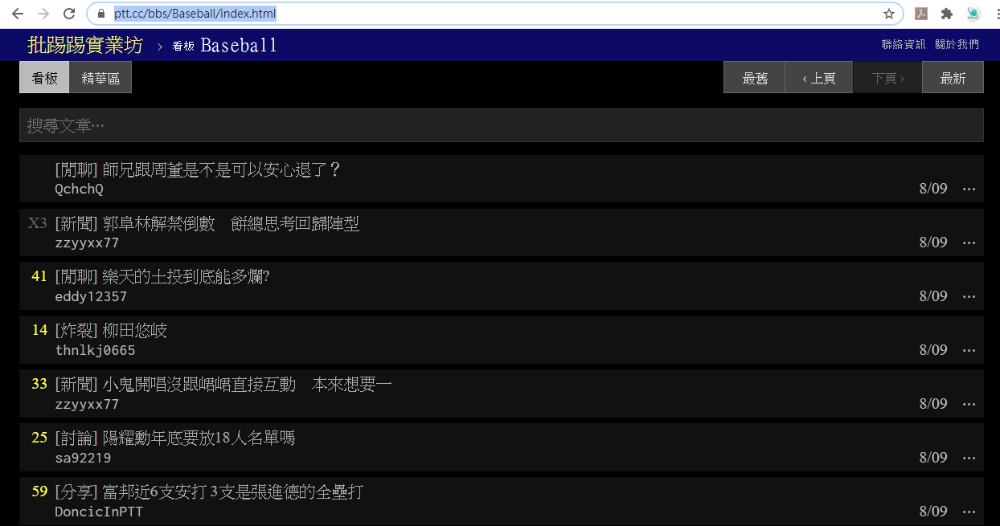 ptt.cc/bbs/Baseball/index.html
批踢踢實業坊 › 看板 Baseball 聯絡資訊 關於我們
看板 精華區 最舊 ‹ 上頁 下頁 › 最新
搜尋文章⋯
[閒聊] 師兄跟周董是不是可以安心退了？
QchchQ 8/09 ⋯
X3 [新聞] 郭阜林解禁倒數　餅總思考回歸陣型
zzyyxx77 8/09 ⋯
41 [閒聊] 樂天的土投到底能多爛?
eddy12357 8/09 ⋯
14 [炸裂] 柳田悠岐
thnlkj0665 8/09 ⋯
33 [新聞] 小鬼開唱沒跟峮峮直接互動　本來想要一
zzyyxx77 8/09 ⋯
25 [討論] 陽耀勳年底要放18人名單嗎
sa92219 8/09 ⋯
59 [分享] 富邦近6支安打 3支是張進德的全壘打
DoncicInPTT 8/09 ⋯